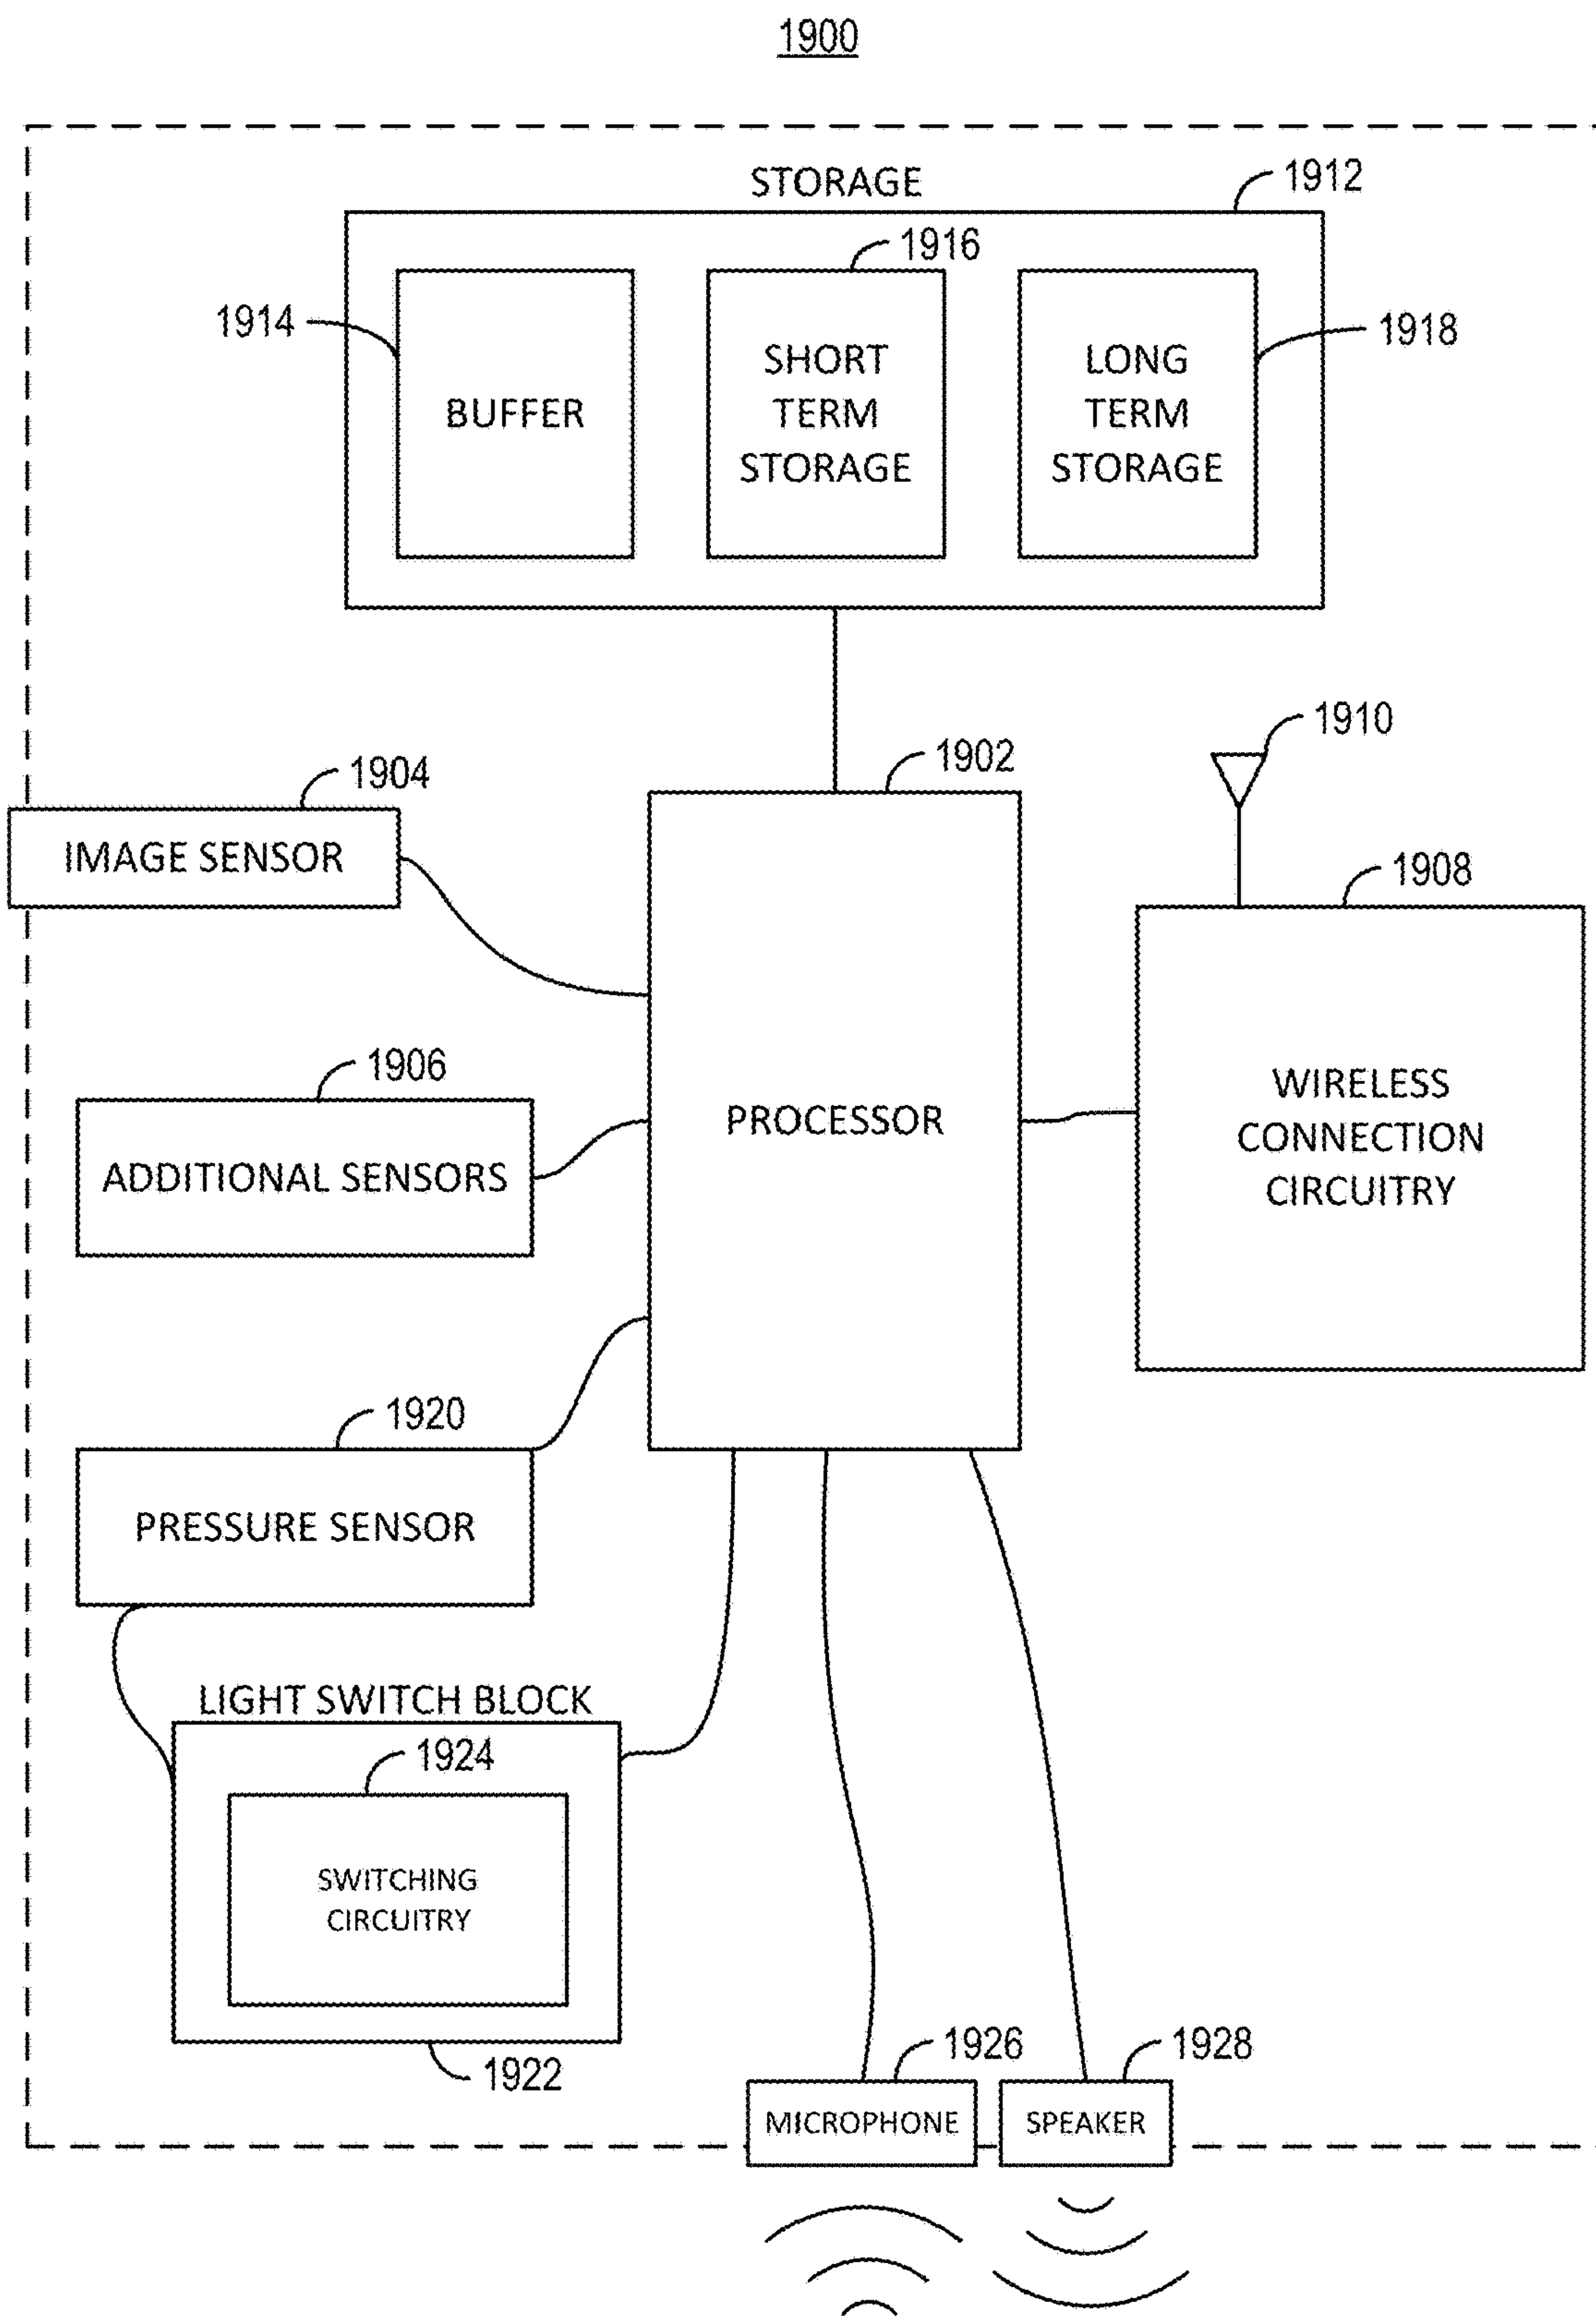 1900
STORAGE
1912
1916
1914
1918
BUFFER
SHORT
TERM
STORAGE
LONG
TERM
STORAGE
1910
1902
1904
IMAGE SENSOR
1908
1906
ADDITIONAL SENSORS
PROCESSOR
WIRELESS
CONNECTION
CIRCUITRY
1920
PRESSURE SENSOR
LIGHT SWITCH BLOCK
1924
SWITCHING
CIRCUITRY
1922
1926
1928
MICROPHONE
SPEAKER